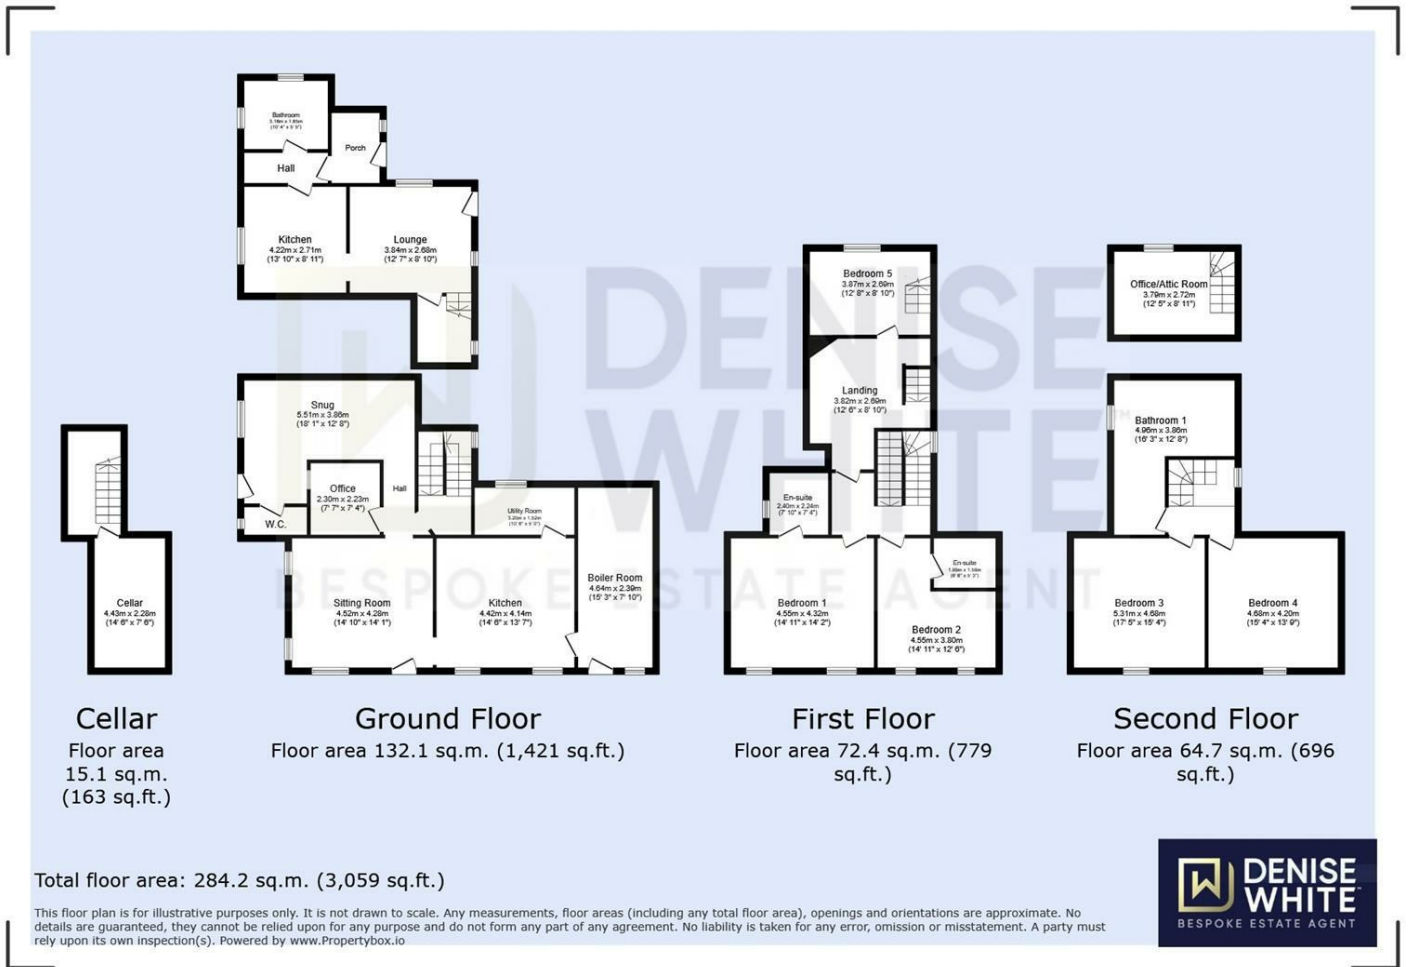 Bathroom
3.16m x 1.65m
Porch
Hall
Kitchen
4.22m x 2.71m
(13' 10" x 8' 11")
Lounge
3.84m x 2.68m
(12' 7" x 8' 10")
Snug
5.51m x 3.86m
(18' 1" x 12' 8")
Office
2.30m x 2.23m
(7' 7" x 7' 4")
Hall
W.C.
Utility Room
Sitting Room
4.52m x 4.28m
(14' 10" x 14' 1")
Kitchen
4.42m x 4.14m
(14' 6" x 13' 7")
Boiler Room
4.64m x 2.39m
(15' 3" x 7' 10")
Cellar
4.43m x 2.28m
(14' 6" x 7' 6")
Bedroom 5
3.87m x 2.69m
(12' 8" x 8' 10")
Landing
3.82m x 2.69m
(12' 6" x 8' 10")
En-suite
2.40m x 2.24m
(7' 10" x 7' 4")
En-suite
Bedroom 1
4.55m x 4.32m
(14' 11" x 14' 2")
Bedroom 2
4.55m x 3.80m
(14' 11" x 12' 6")
Office/Attic Room
3.79m x 2.72m
(12' 5" x 8' 11")
Bathroom 1
4.96m x 3.86m
(16' 3" x 12' 8")
Bedroom 3
5.31m x 4.68m
(17' 5" x 15' 4")
Bedroom 4
4.68m x 4.20m
(15' 4" x 13' 9")
DENISE
WHITE™
BESPOKE ESTATE AGENT
Cellar
Floor area
15.1 sq.m.
(163 sq.ft.)
Ground Floor
Floor area 132.1 sq.m. (1,421 sq.ft.)
First Floor
Floor area 72.4 sq.m. (779
sq.ft.)
Second Floor
Floor area 64.7 sq.m. (696
sq.ft.)
Total floor area: 284.2 sq.m. (3,059 sq.ft.)
This floor plan is for illustrative purposes only. It is not drawn to scale. Any measurements, floor areas (including any total floor area), openings and orientations are approximate. No
details are guaranteed, they cannot be relied upon for any purpose and do not form any part of any agreement. No liability is taken for any error, omission or misstatement. A party must
rely upon its own inspection(s). Powered by www.Propertybox.io
DENISE
WHITE™
BESPOKE ESTATE AGENT